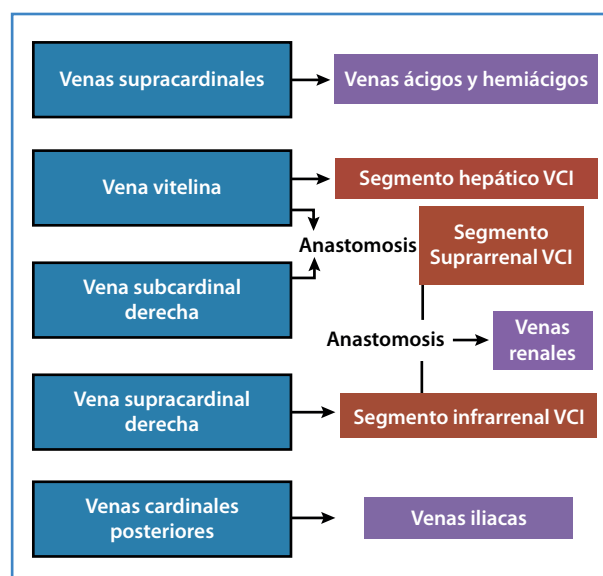 Venas supracardinales
Venas ácigos y hemiácigos
Vena vitelina
Segmento hepático VCI
Anastomosis
Segmento
Suprarrenal VCI
Vena subcardinal
derecha
Anastomosis
Venas
renales
Vena supracardinal
derecha
Segmento infrarrenal VCI
Venas cardinales
posteriores
Venas iliacas